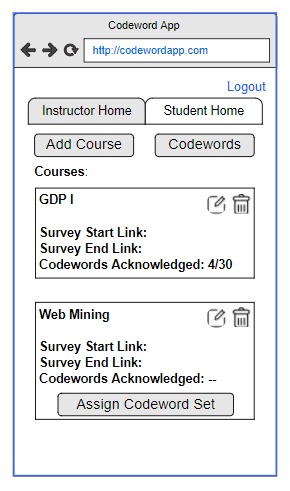 Codeword App
http://codewordapp.com
Logout
Instructor Home Student Home
Add Course Codewords
Courses:
GDP I
Survey Start Link:
Survey End Link:
Codewords Acknowledged: 4/30
Web Mining
Survey Start Link:
Survey End Link:
Codewords Acknowledged: --
Assign Codeword Set